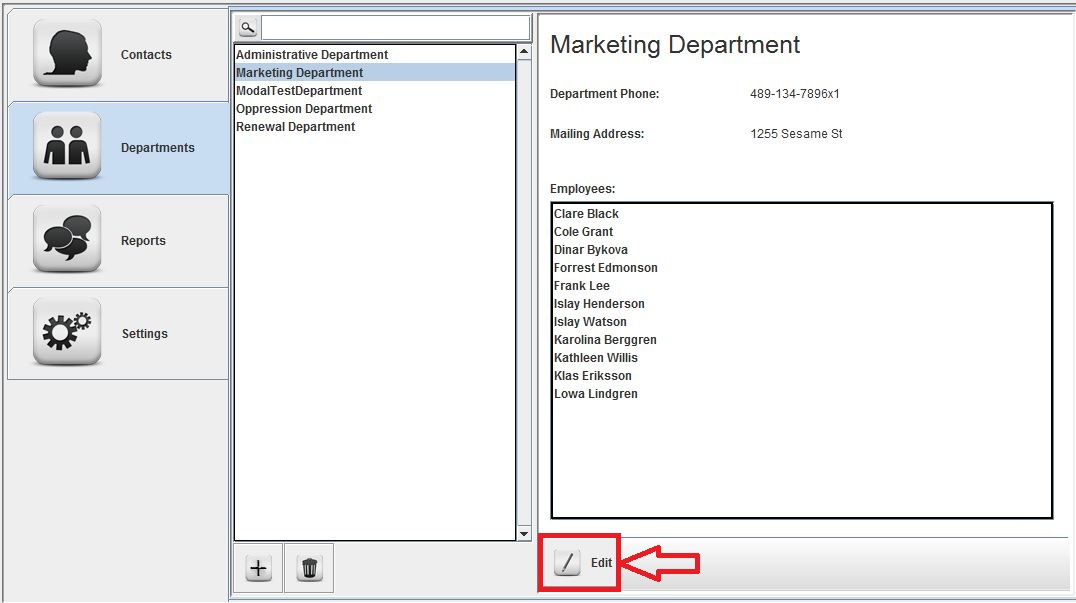 Contacts
Departments
Reports
Settings
Administrative Department
Marketing Department
ModalTestDepartment
Oppression Department
Renewal Department
Marketing Department
Department Phone: 489-134-7896x1
Mailing Address: 1255 Sesame St
Employees:
Clare Black
Cole Grant
Dinar Bykova
Forrest Edmonson
Frank Lee
Islay Henderson
Islay Watson
Karolina Berggren
Kathleen Willis
Klas Eriksson
Lowa Lindgren
Edit